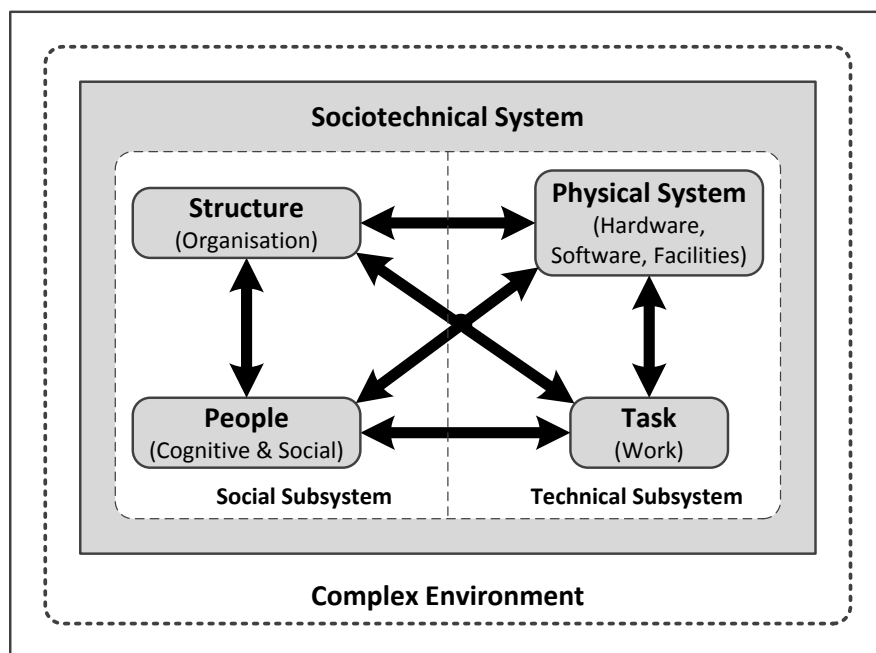 Sociotechnical System
Structure
(Organisation)
Physical System
(Hardware,
Software, Facilities)
People
(Cognitive & Social)
Task
(Work)
Social Subsystem
Technical Subsystem
Complex Environment